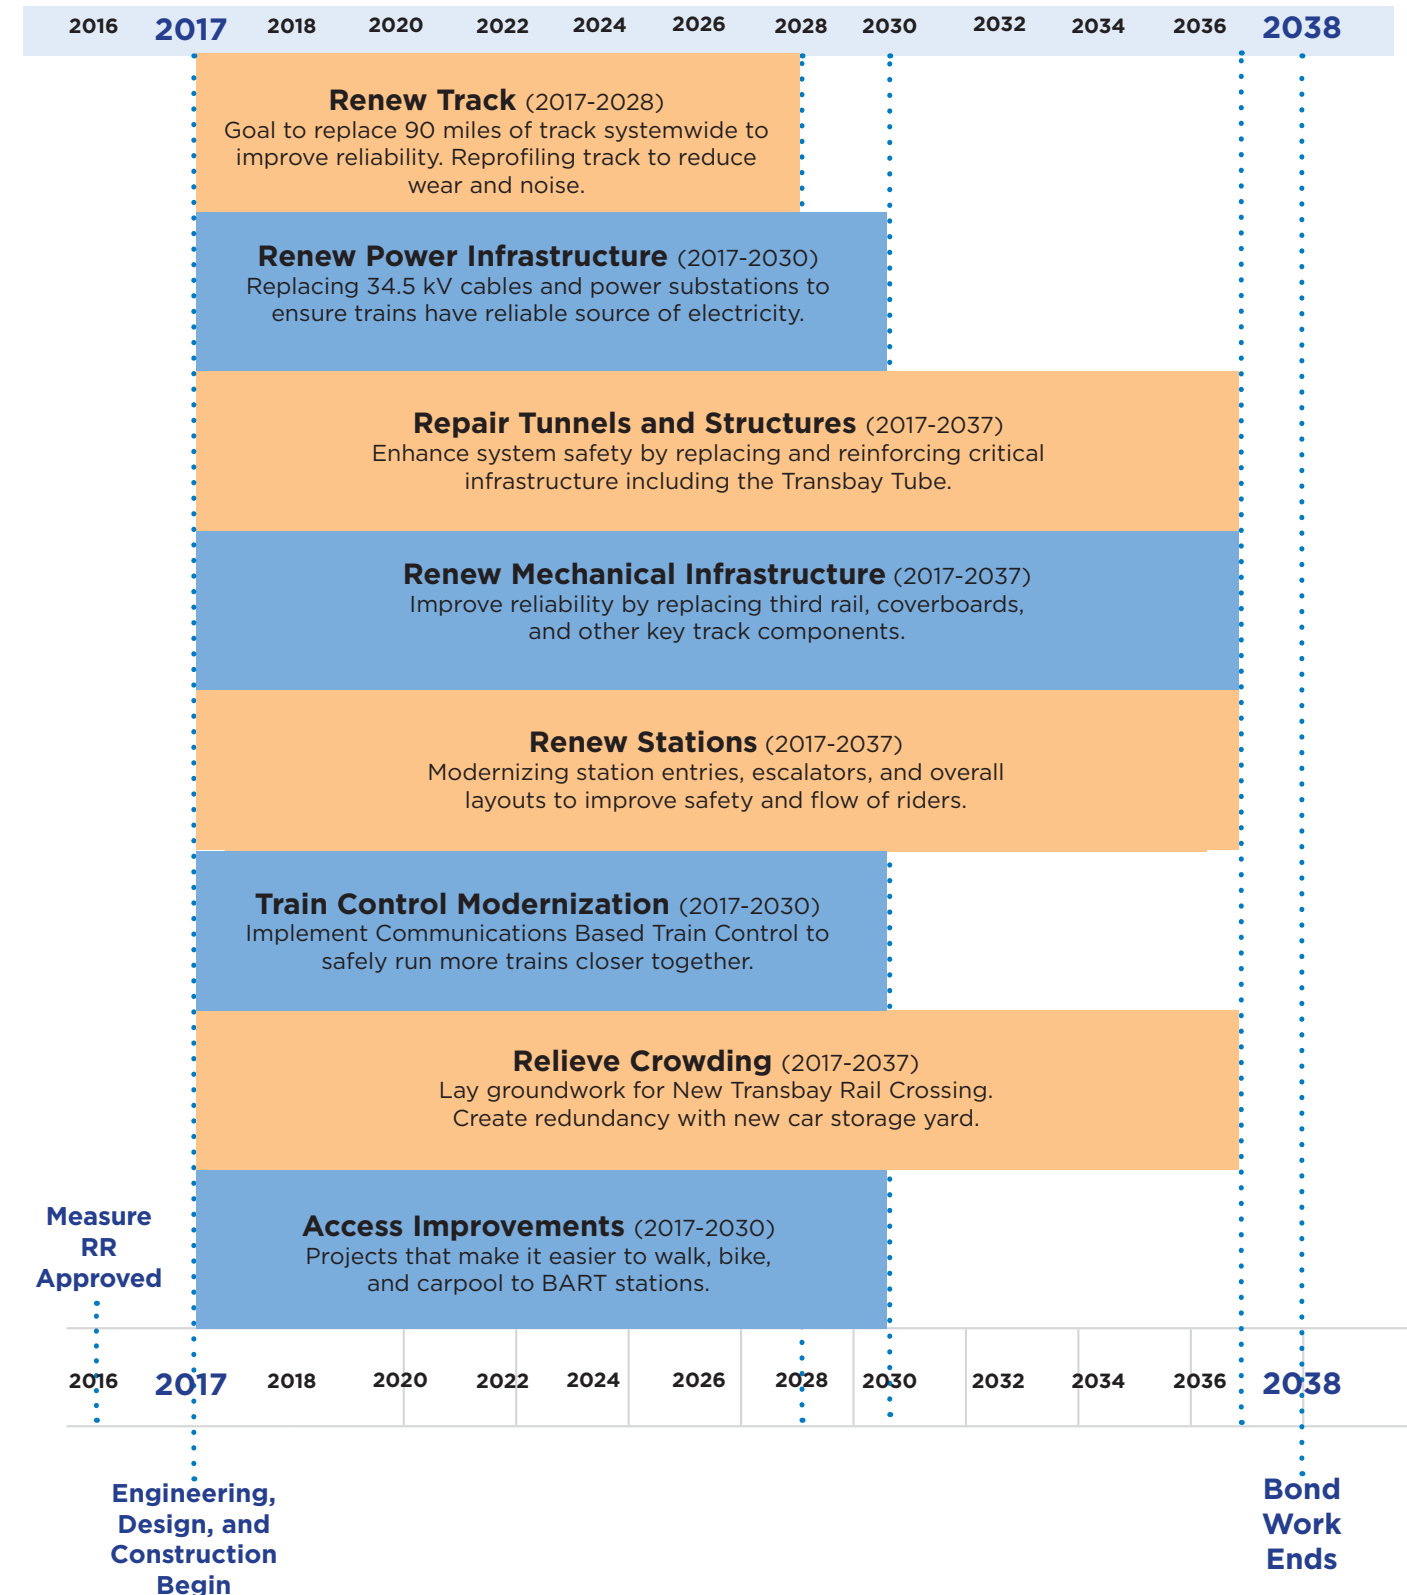 2016 2017 2018 2020 2022 2024 2026 2028 2030 2032 2034 2036 2038
Renew Track (2017-2028)
Goal to replace 90 miles of track systemwide to
improve reliability. Reprofiling track to reduce
wear and noise.
Renew Power Infrastructure (2017-2030)
Replacing 34.5 kV cables and power substations to
ensure trains have reliable source of electricity.
Repair Tunnels and Structures (2017-2037)
Enhance system safety by replacing and reinforcing critical
infrastructure including the Transbay Tube.
Renew Mechanical Infrastructure (2017-2037)
Improve reliability by replacing third rail, coverboards,
and other key track components.
Renew Stations (2017-2037)
Modernizing station entries, escalators, and overall
layouts to improve safety and flow of riders.
Train Control Modernization (2017-2030)
Implement Communications Based Train Control to
safely run more trains closer together.
Relieve Crowding (2017-2037)
Lay groundwork for New Transbay Rail Crossing.
Create redundancy with new car storage yard.
Access Improvements (2017-2030)
Projects that make it easier to walk, bike,
and carpool to BART stations.
Measure
RR
Approved
2016 2017 2018 2020 2022 2024 2026 2028 2030 2032 2034 2036 2038
Engineering,
Design, and
Construction
Begin
Bond
Work
Ends